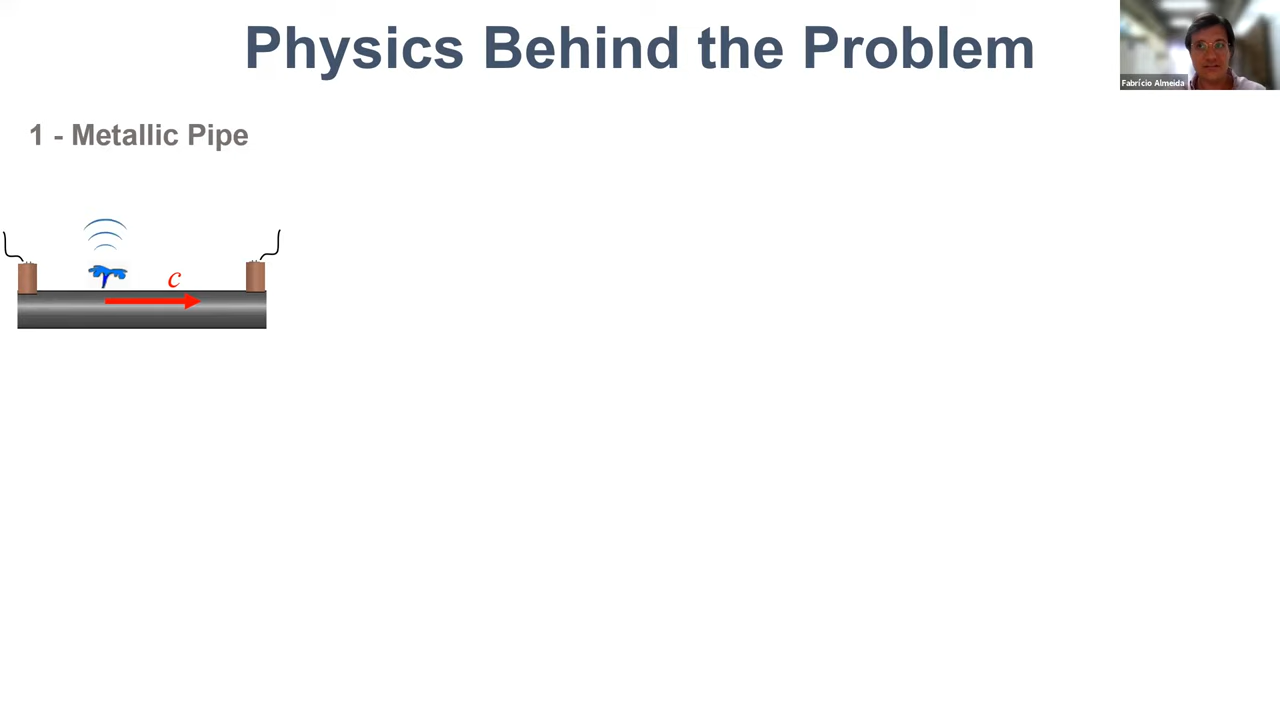 Physics Behind the Problem
Fabrício Almeida
1 - Metallic Pipe
c